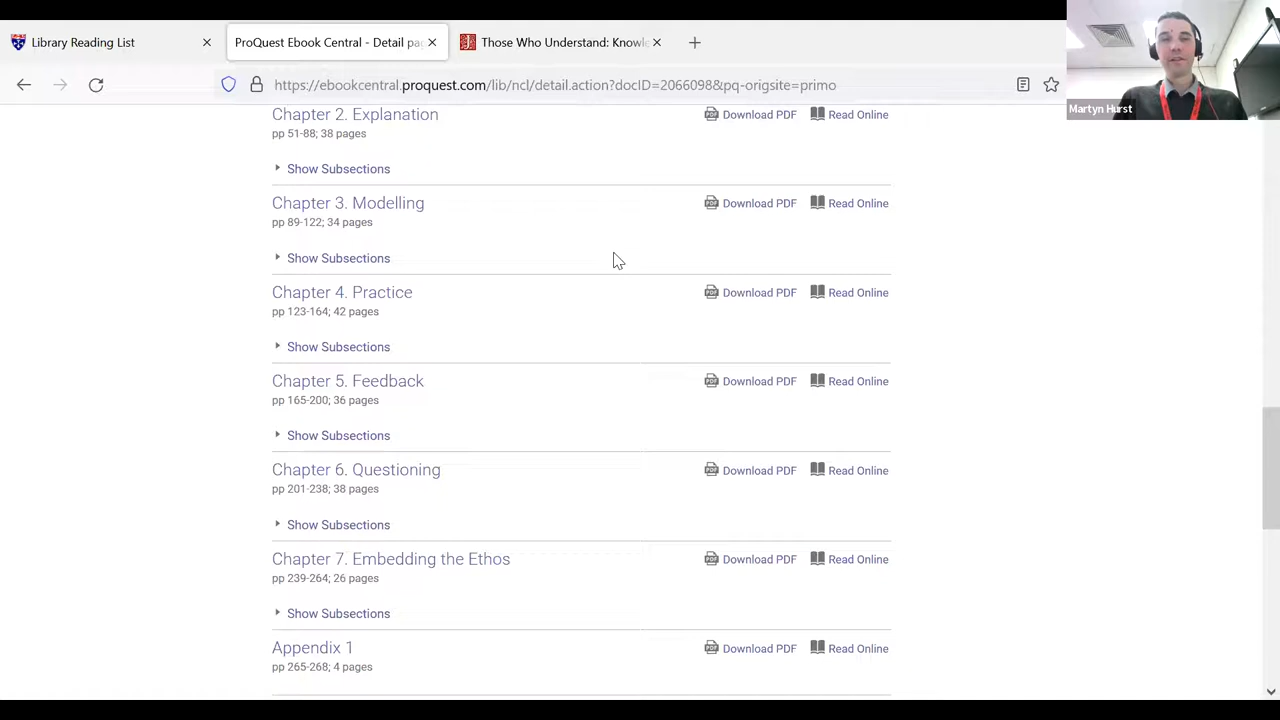 Library Reading List
ProQuest Ebook Central - Detail pa
Those Who Understand: Knowle
https://ebookcentral.proquest.com/lib/ncl/detail.action?docID=2066098&pq-origsite=primo
Martyn Hurst
Chapter 2. Explanation
Download PDF
Read Online
pp 51-88; 38 pages
Show Subsections
Chapter 3. Modelling
Download PDF
Read Online
pp 89-122; 34 pages
Show Subsections
Chapter 4. Practice
Download PDF
Read Online
pp 123-164; 42 pages
Show Subsections
Chapter 5. Feedback
Download PDF
Read Online
pp 165-200; 36 pages
Show Subsections
Chapter 6. Questioning
Download PDF
Read Online
pp 201-238; 38 pages
Show Subsections
Chapter 7. Embedding the Ethos
Download PDF
Read Online
pp 239-264; 26 pages
Show Subsections
Appendix 1
Download PDF
Read Online
pp 265-268; 4 pages